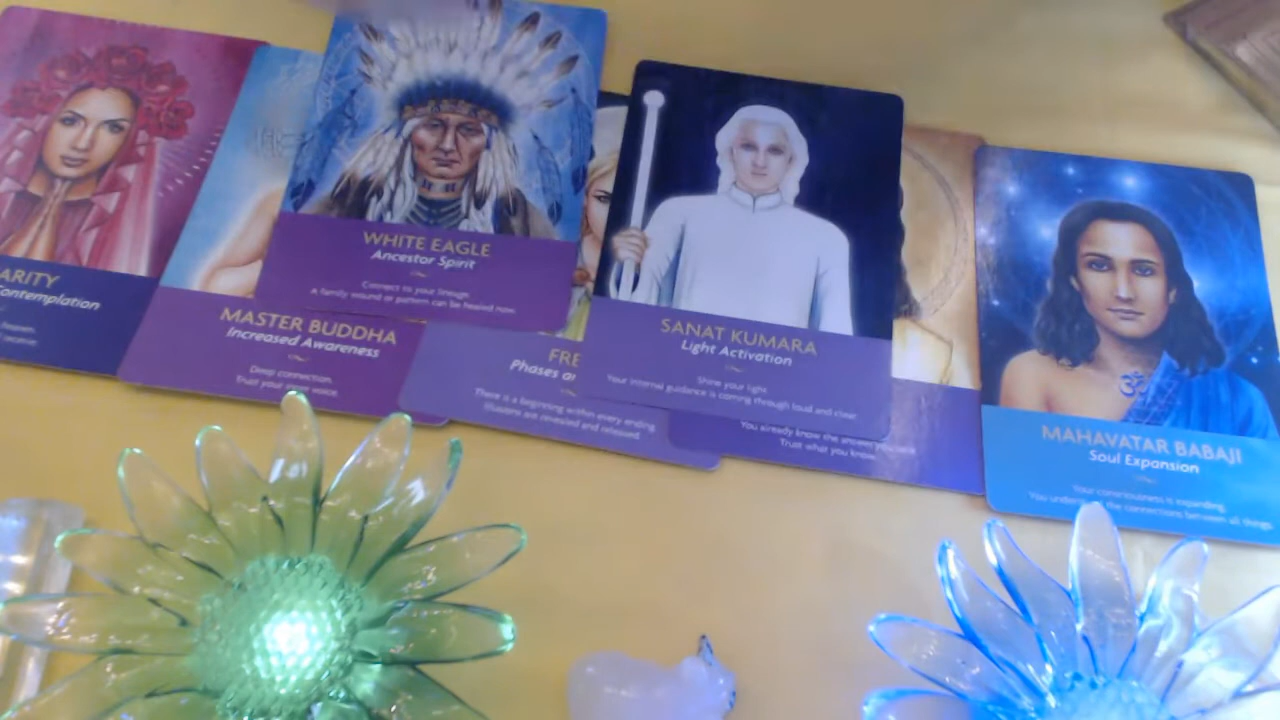 ARITY
Contemplation
MASTER BUDDHA
Increased Awareness
Deep connection.
Trust your own voice.
WHITE EAGLE
Ancestor Spirit
Connect to your lineage.
A family wound or pattern can be healed now.
FRE
Phases a
There is a beginning within every ending
Illusions are revealed and released.
SANAT KUMARA
Light Activation
Shine your light.
Your internal guidance is coming through loud and clear.
You already know the answer you
Trust what you know.
MAHAVATAR BABAJI
Soul Expansion
Your consciousness is expanding.
You the connections between all things.